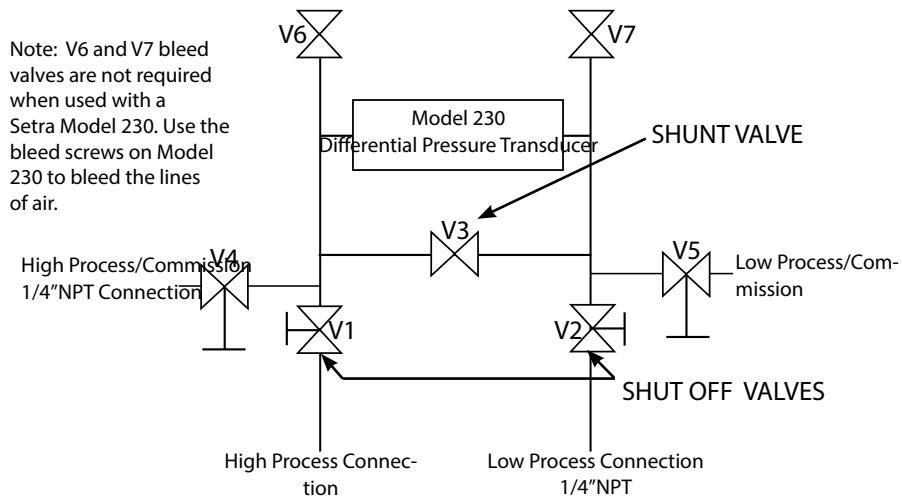 V6
V7
Note:  V6 and V7 bleed
valves are not required
when used with a
Setra Model 230. Use the
bleed screws on Model
230 to bleed the lines
of air.
Model 230
Differential Pressure Transducer
SHUNT VALVE
V3
V4
High Process/Commission
1/4”NPT Connection
V5
Low Process/Com-
mission
V1
V2
SHUT OFF  VALVES
High Process Connec-
tion
Low Process Connection
1/4”NPT